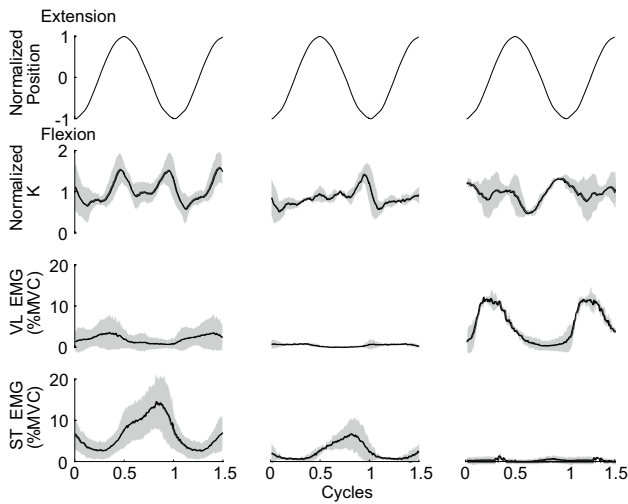 Extension
Normalized
Position
1
0
-1
Flexion
Normalized
K
2
1
0
VL EMG
(%MVC)
20
10
0
ST EMG
(%MVC)
20
10
0
0 0.5 1 1.5 0 0.5 1 1.5 0 0.5 1 1.5
Cycles